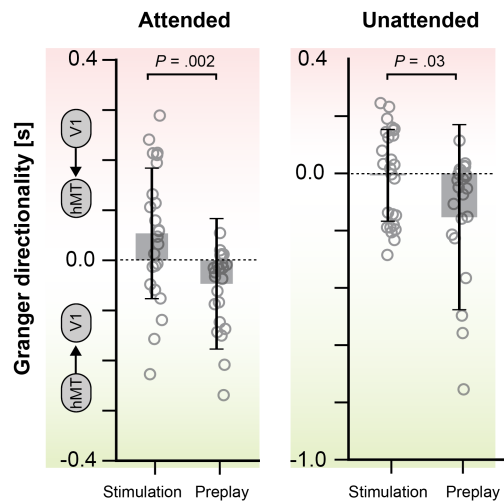 Attended
Unattended
0.4
P = .002
0.4
P = .03
Granger directionality [s]
V1
hMT
0.0
0.0
V1
hMT
-0.4
-1.0
Stimulation Preplay
Stimulation Preplay